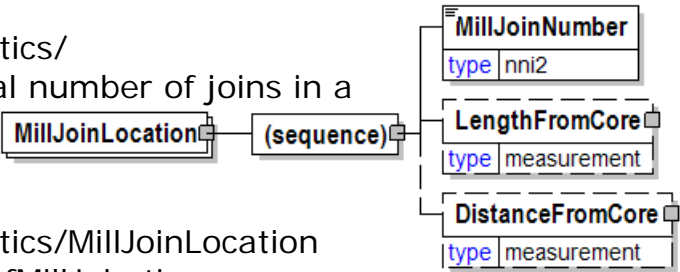 tics/
al number of joins in a
MillJoinLocation
(sequence)
MillJoinNumber
type nni2
LengthFromCore
type measurement
DistanceFromCore
type measurement
tics/MillJoinLocation